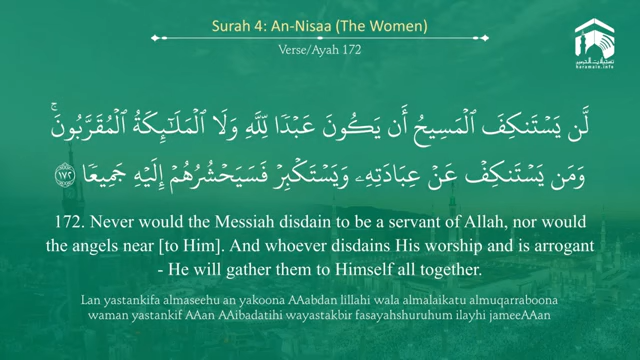 Surah 4: An-Nisaa (The Women)
Verse/Ayah 172
haramain.info
لَّن يَسْتَنكِفَ ٱلْمَسِيحُ أَن يَكُونَ عَبْدًا لِّلَّهِ وَلَا ٱلْمَلَـٰٓئِكَةُ ٱلْمُقَرَّبُونَ ۚ
وَمَن يَسْتَنكِفْ عَنْ عِبَادَتِهِۦ وَيَسْتَكْبِرْ فَسَيَحْشُرُهُمْ إِلَيْهِ جَمِيعًا ١٧٢
172. Never would the Messiah disdain to be a servant of Allah, nor would
the angels near [to Him]. And whoever disdains His worship and is arrogant
- He will gather them to Himself all together.
Lan yastankifa almaseehu an yakoona AAabdan lillahi wala almalaikatu almuqarraboona
waman yastankif AAan AAibadatihi wayastakbir fasayahshuruhum ilayhi jameeAAan